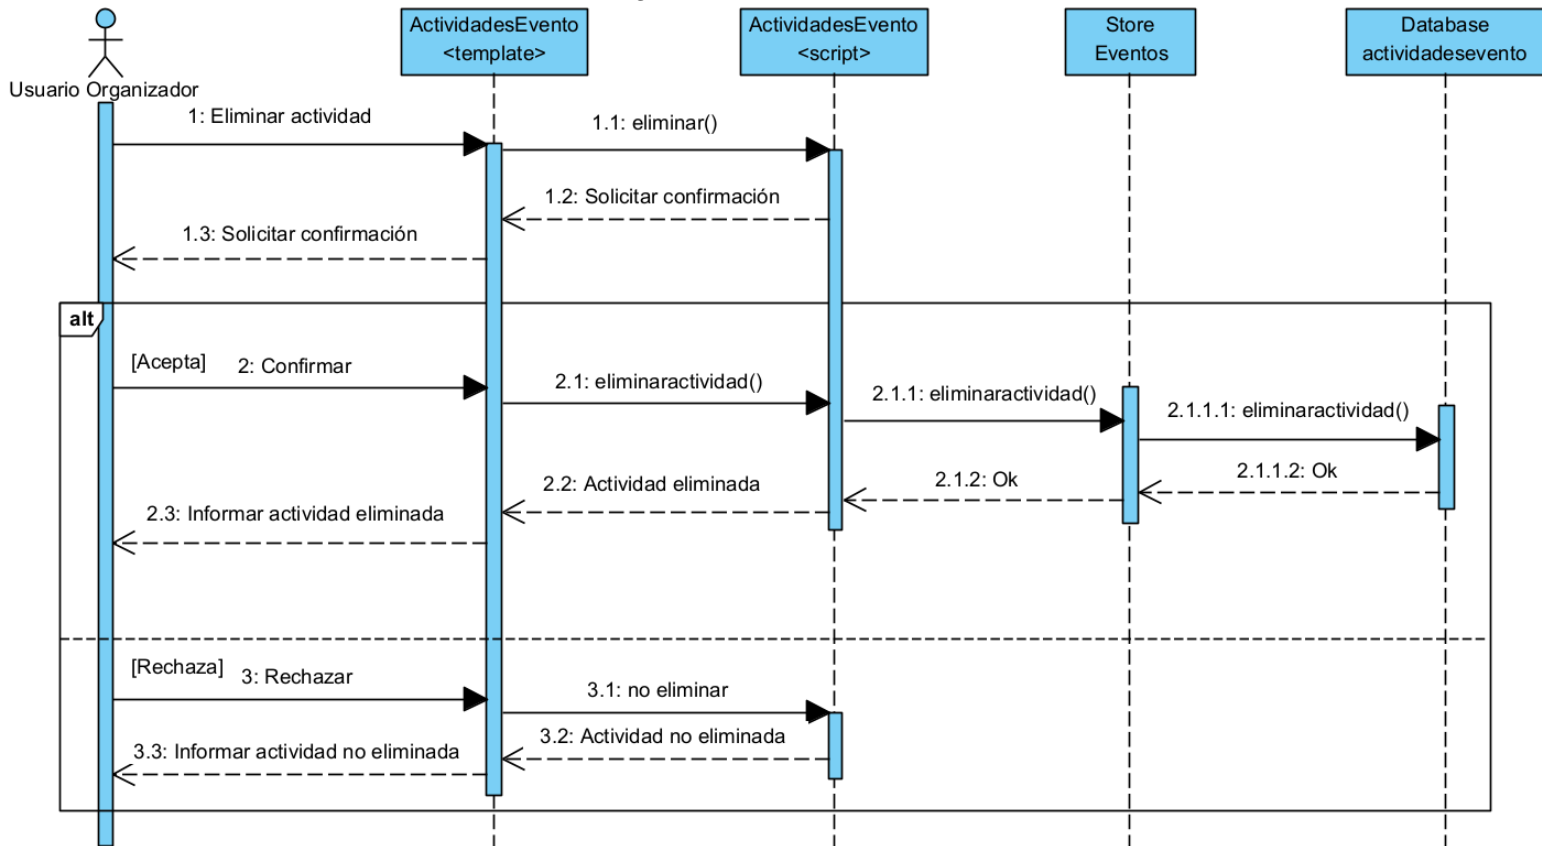 ActividadesEvento
<template>
ActividadesEvento
<script>
Store
Eventos
Database
actividadesevento
Usuario Organizador
1: Eliminar actividad
1.1: eliminar()
1.2: Solicitar confirmación
1.3: Solicitar confirmación
alt
[Acepta]
2: Confirmar
2.1: eliminaractividad()
2.1.1: eliminaractividad()
2.1.1.1: eliminaractividad()
2.1.1.2: Ok
2.1.2: Ok
2.2: Actividad eliminada
2.3: Informar actividad eliminada
[Rechaza]
3: Rechazar
3.1: no eliminar
3.2: Actividad no eliminada
3.3: Informar actividad no eliminada